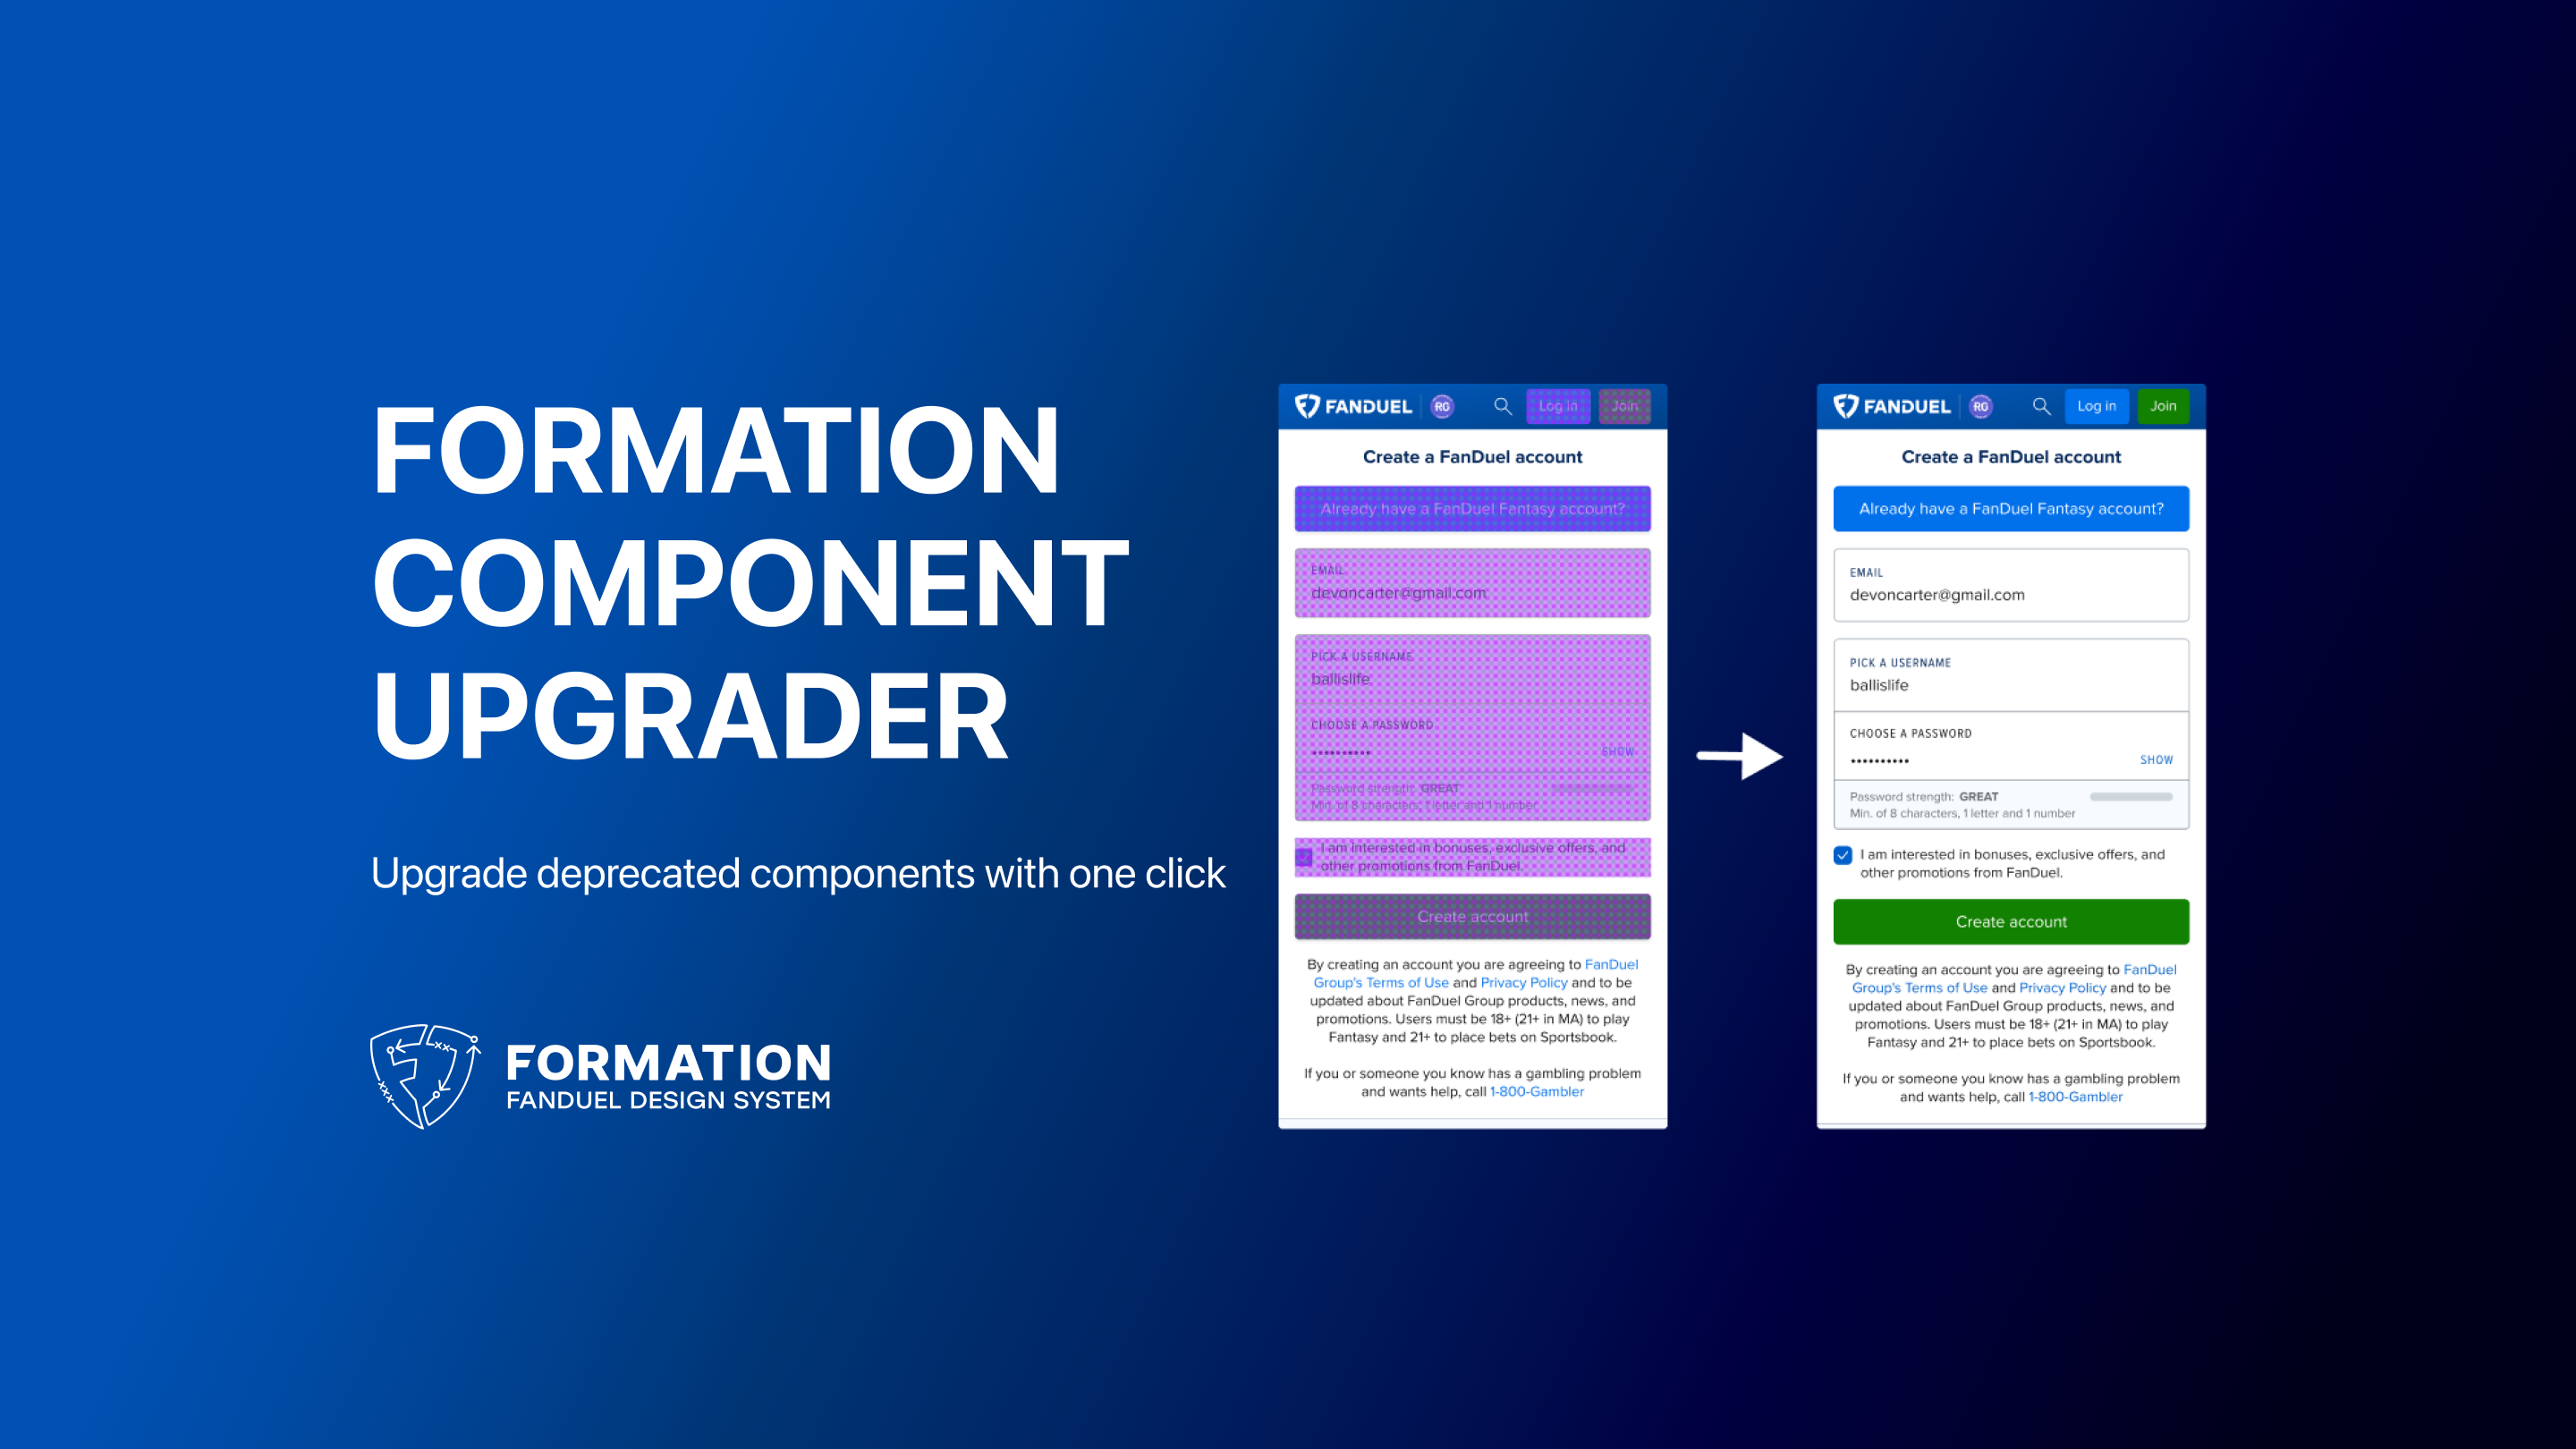 FORMATION
COMPONENT
UPGRADER
Upgrade deprecated components with one click
FORMATION
FANDUEL DESIGN SYSTEM
FANDUEL RG Log in Join
Create a FanDuel account
Already have a FanDuel Fantasy account?
EMAIL
devoncarter@gmail.com
PICK A USERNAME
ballislife
CHOOSE A PASSWORD
•••••••••• SHOW
Password strength: GREAT
Min. of 8 characters, 1 letter and 1 number
I am interested in bonuses, exclusive offers, and
other promotions from FanDuel.
Create account
By creating an account you are agreeing to FanDuel
Group's Terms of Use and Privacy Policy and to be
updated about FanDuel Group products, news, and
promotions. Users must be 18+ (21+ in MA) to play
Fantasy and 21+ to place bets on Sportsbook.
If you or someone you know has a gambling problem
and wants help, call 1-800-Gambler
FANDUEL RG Log in Join
Create a FanDuel account
Already have a FanDuel Fantasy account?
EMAIL
devoncarter@gmail.com
PICK A USERNAME
ballislife
CHOOSE A PASSWORD
•••••••••• SHOW
Password strength: GREAT
Min. of 8 characters, 1 letter and 1 number
I am interested in bonuses, exclusive offers, and
other promotions from FanDuel.
Create account
By creating an account you are agreeing to FanDuel
Group's Terms of Use and Privacy Policy and to be
updated about FanDuel Group products, news, and
promotions. Users must be 18+ (21+ in MA) to play
Fantasy and 21+ to place bets on Sportsbook.
If you or someone you know has a gambling problem
and wants help, call 1-800-Gambler